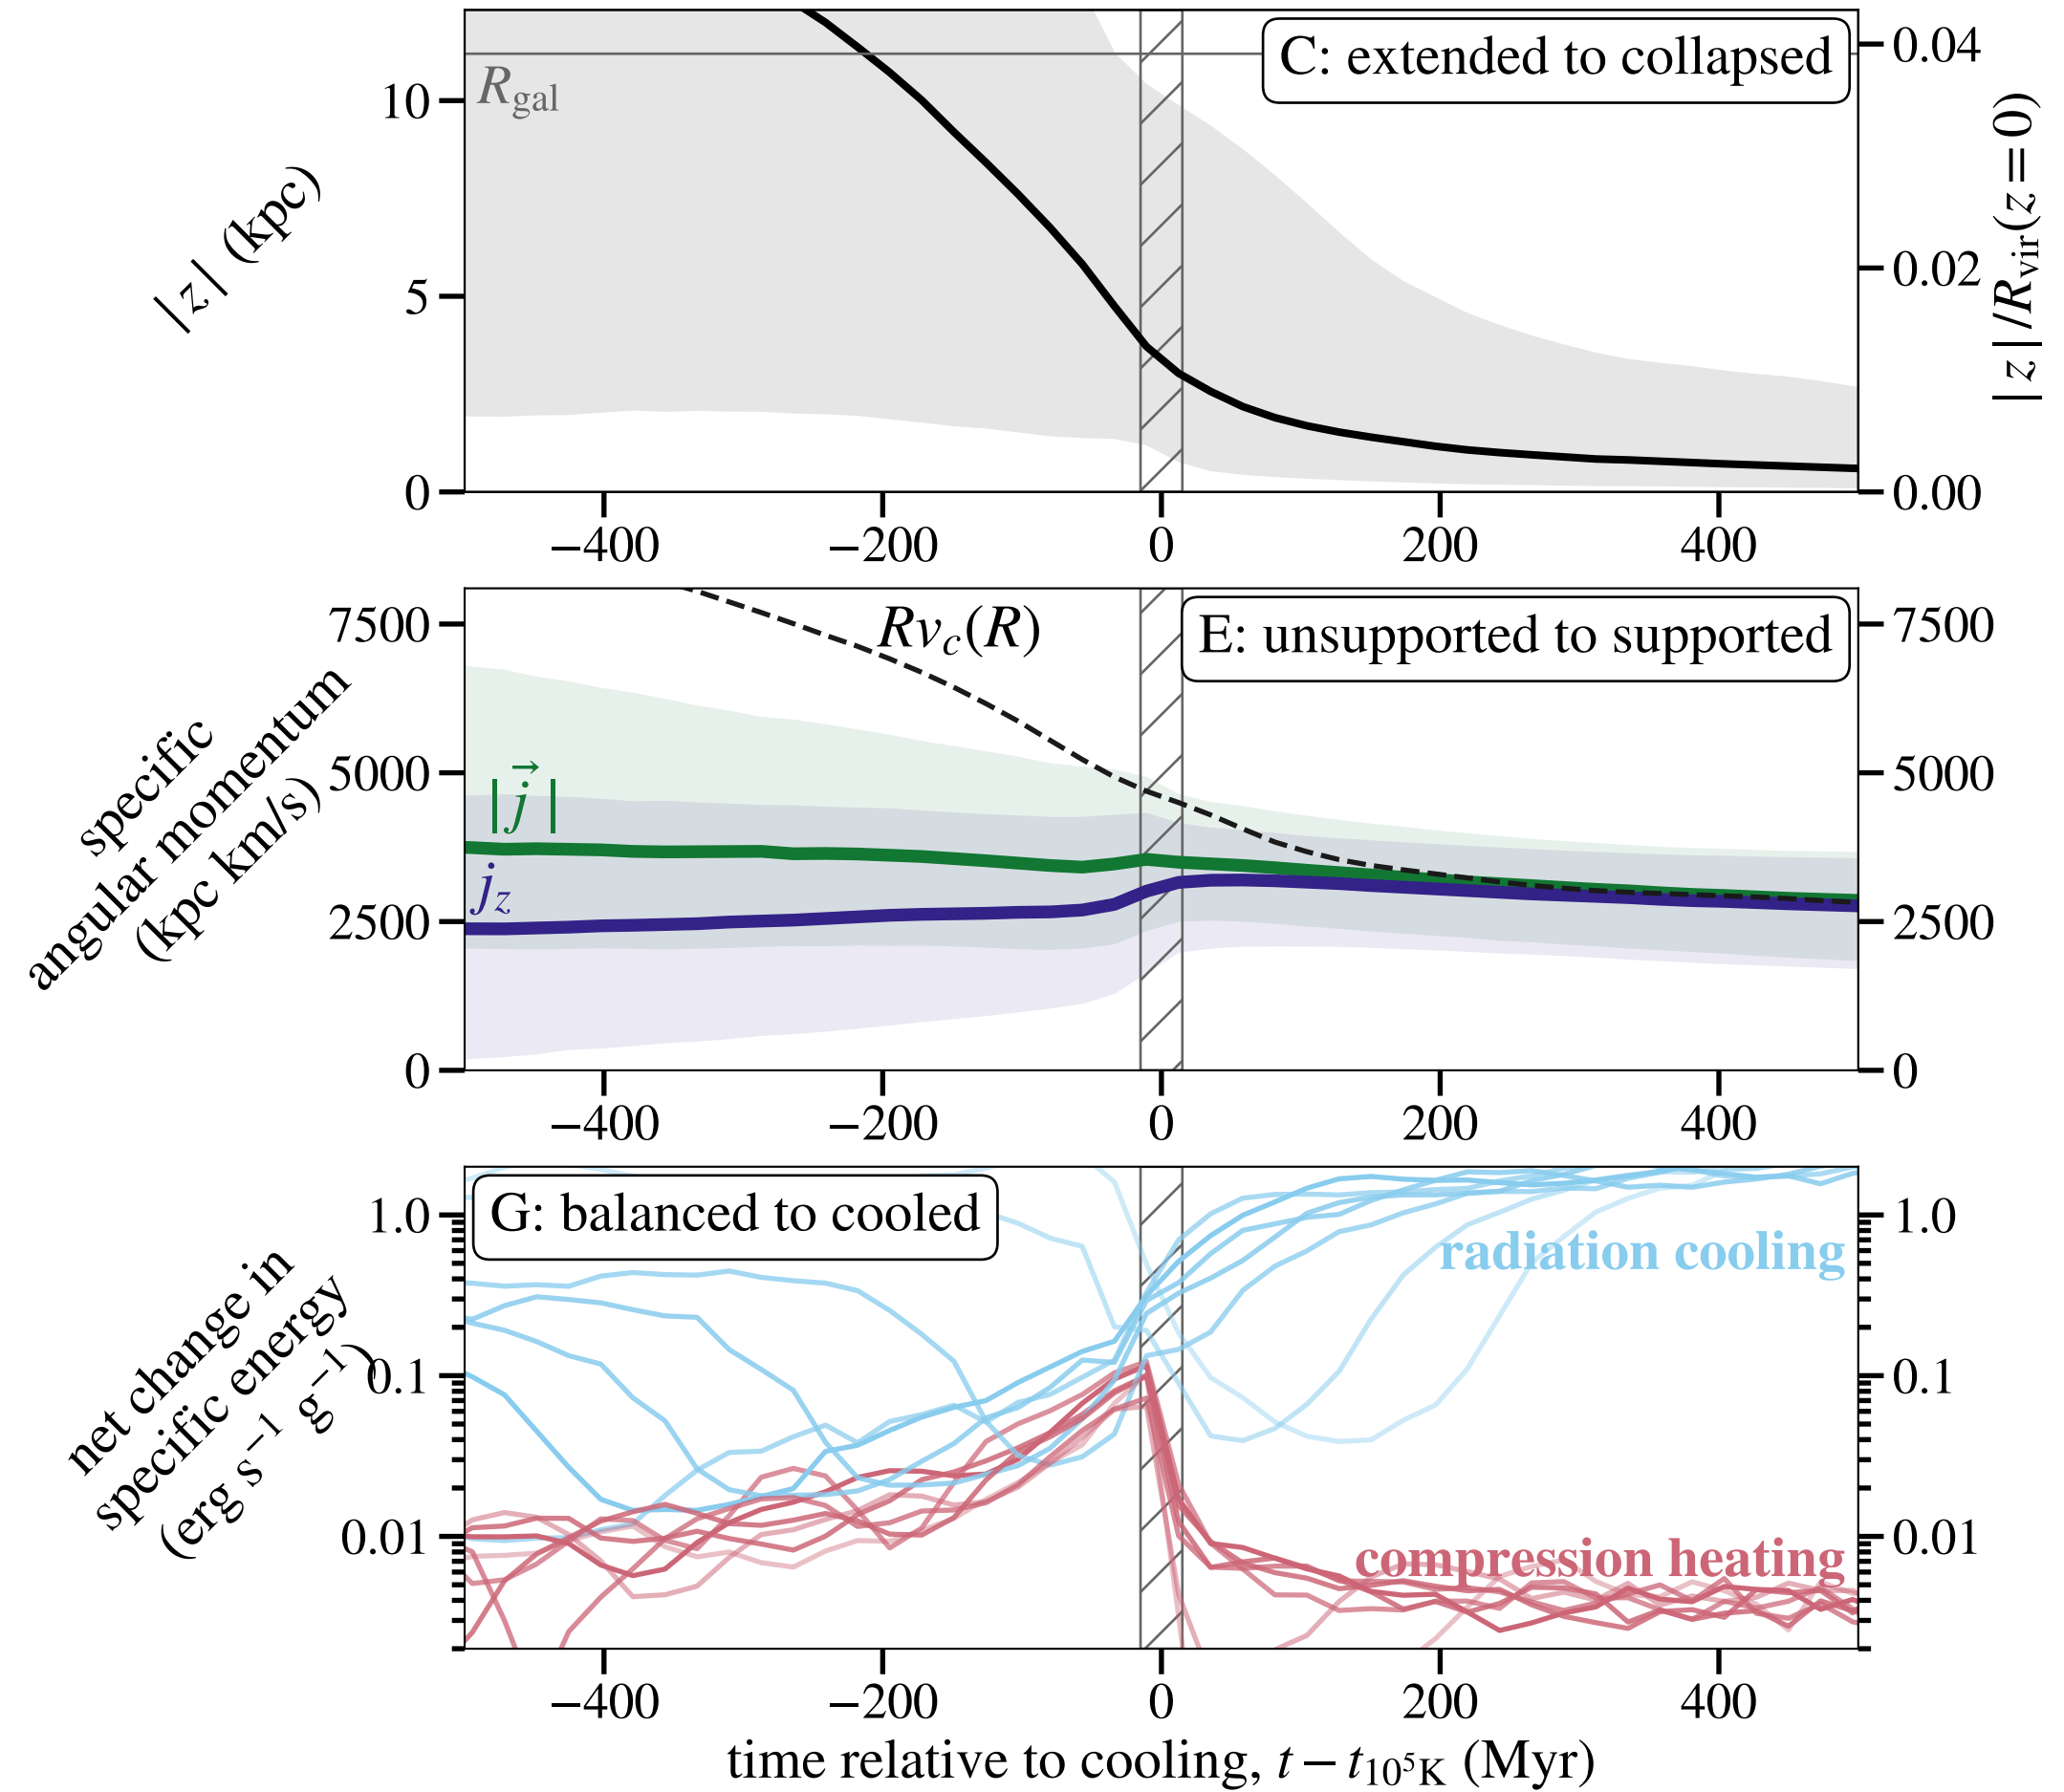 C: extended to collapsed
R_gal
|z| (kpc)
|z|/R_vir(z=0)
10
5
0
0.04
0.02
0.00
−400 −200 0 200 400
Rv_c(R)
E: unsupported to supported
|j⃗|
j_z
specific
angular momentum
(kpc km/s)
7500
5000
2500
0
7500
5000
2500
0
−400 −200 0 200 400
G: balanced to cooled
radiation cooling
compression heating
net change in
specific energy
(erg s⁻¹ g⁻¹)
1.0
0.1
0.01
1.0
0.1
0.01
−400 −200 0 200 400
time relative to cooling, t − t_{10⁵K} (Myr)